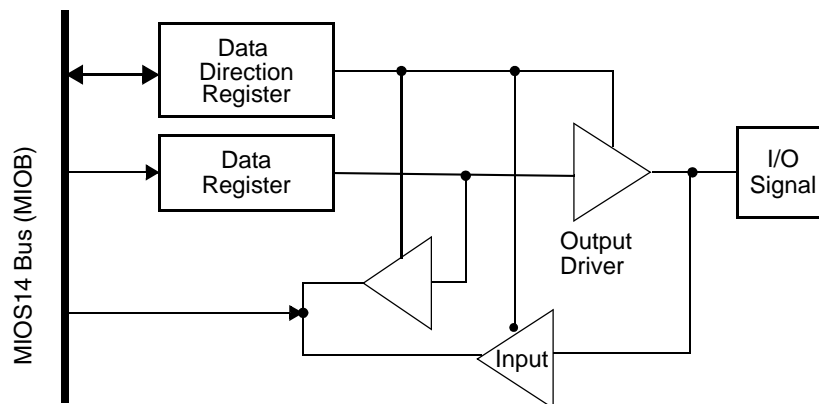 MIOS14 Bus (MIOB)
Data
Direction
Register
Data
Register
Output
Driver
Input
I/O
Signal